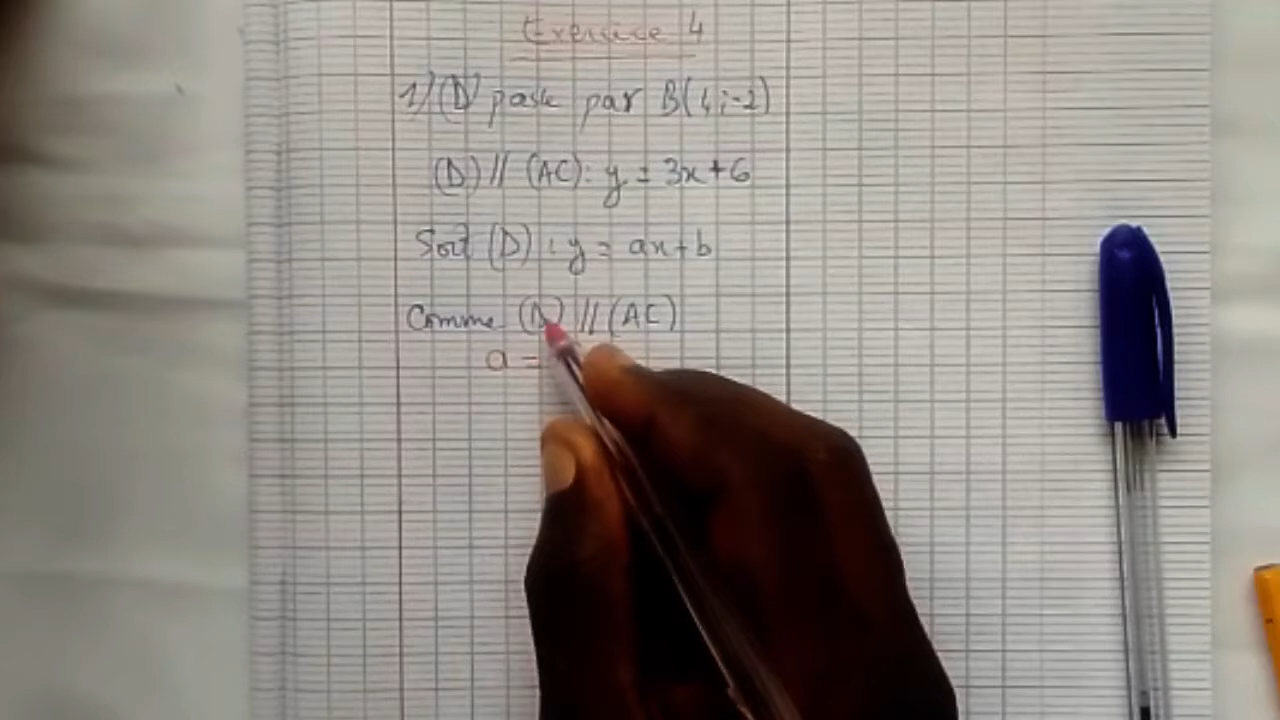 Exercice 4
1) (D) passe par B(4;-2)
(D) // (AC): y = 3x+6
Soit (D) : y = ax+b
Comme (D) // (AC)
a =